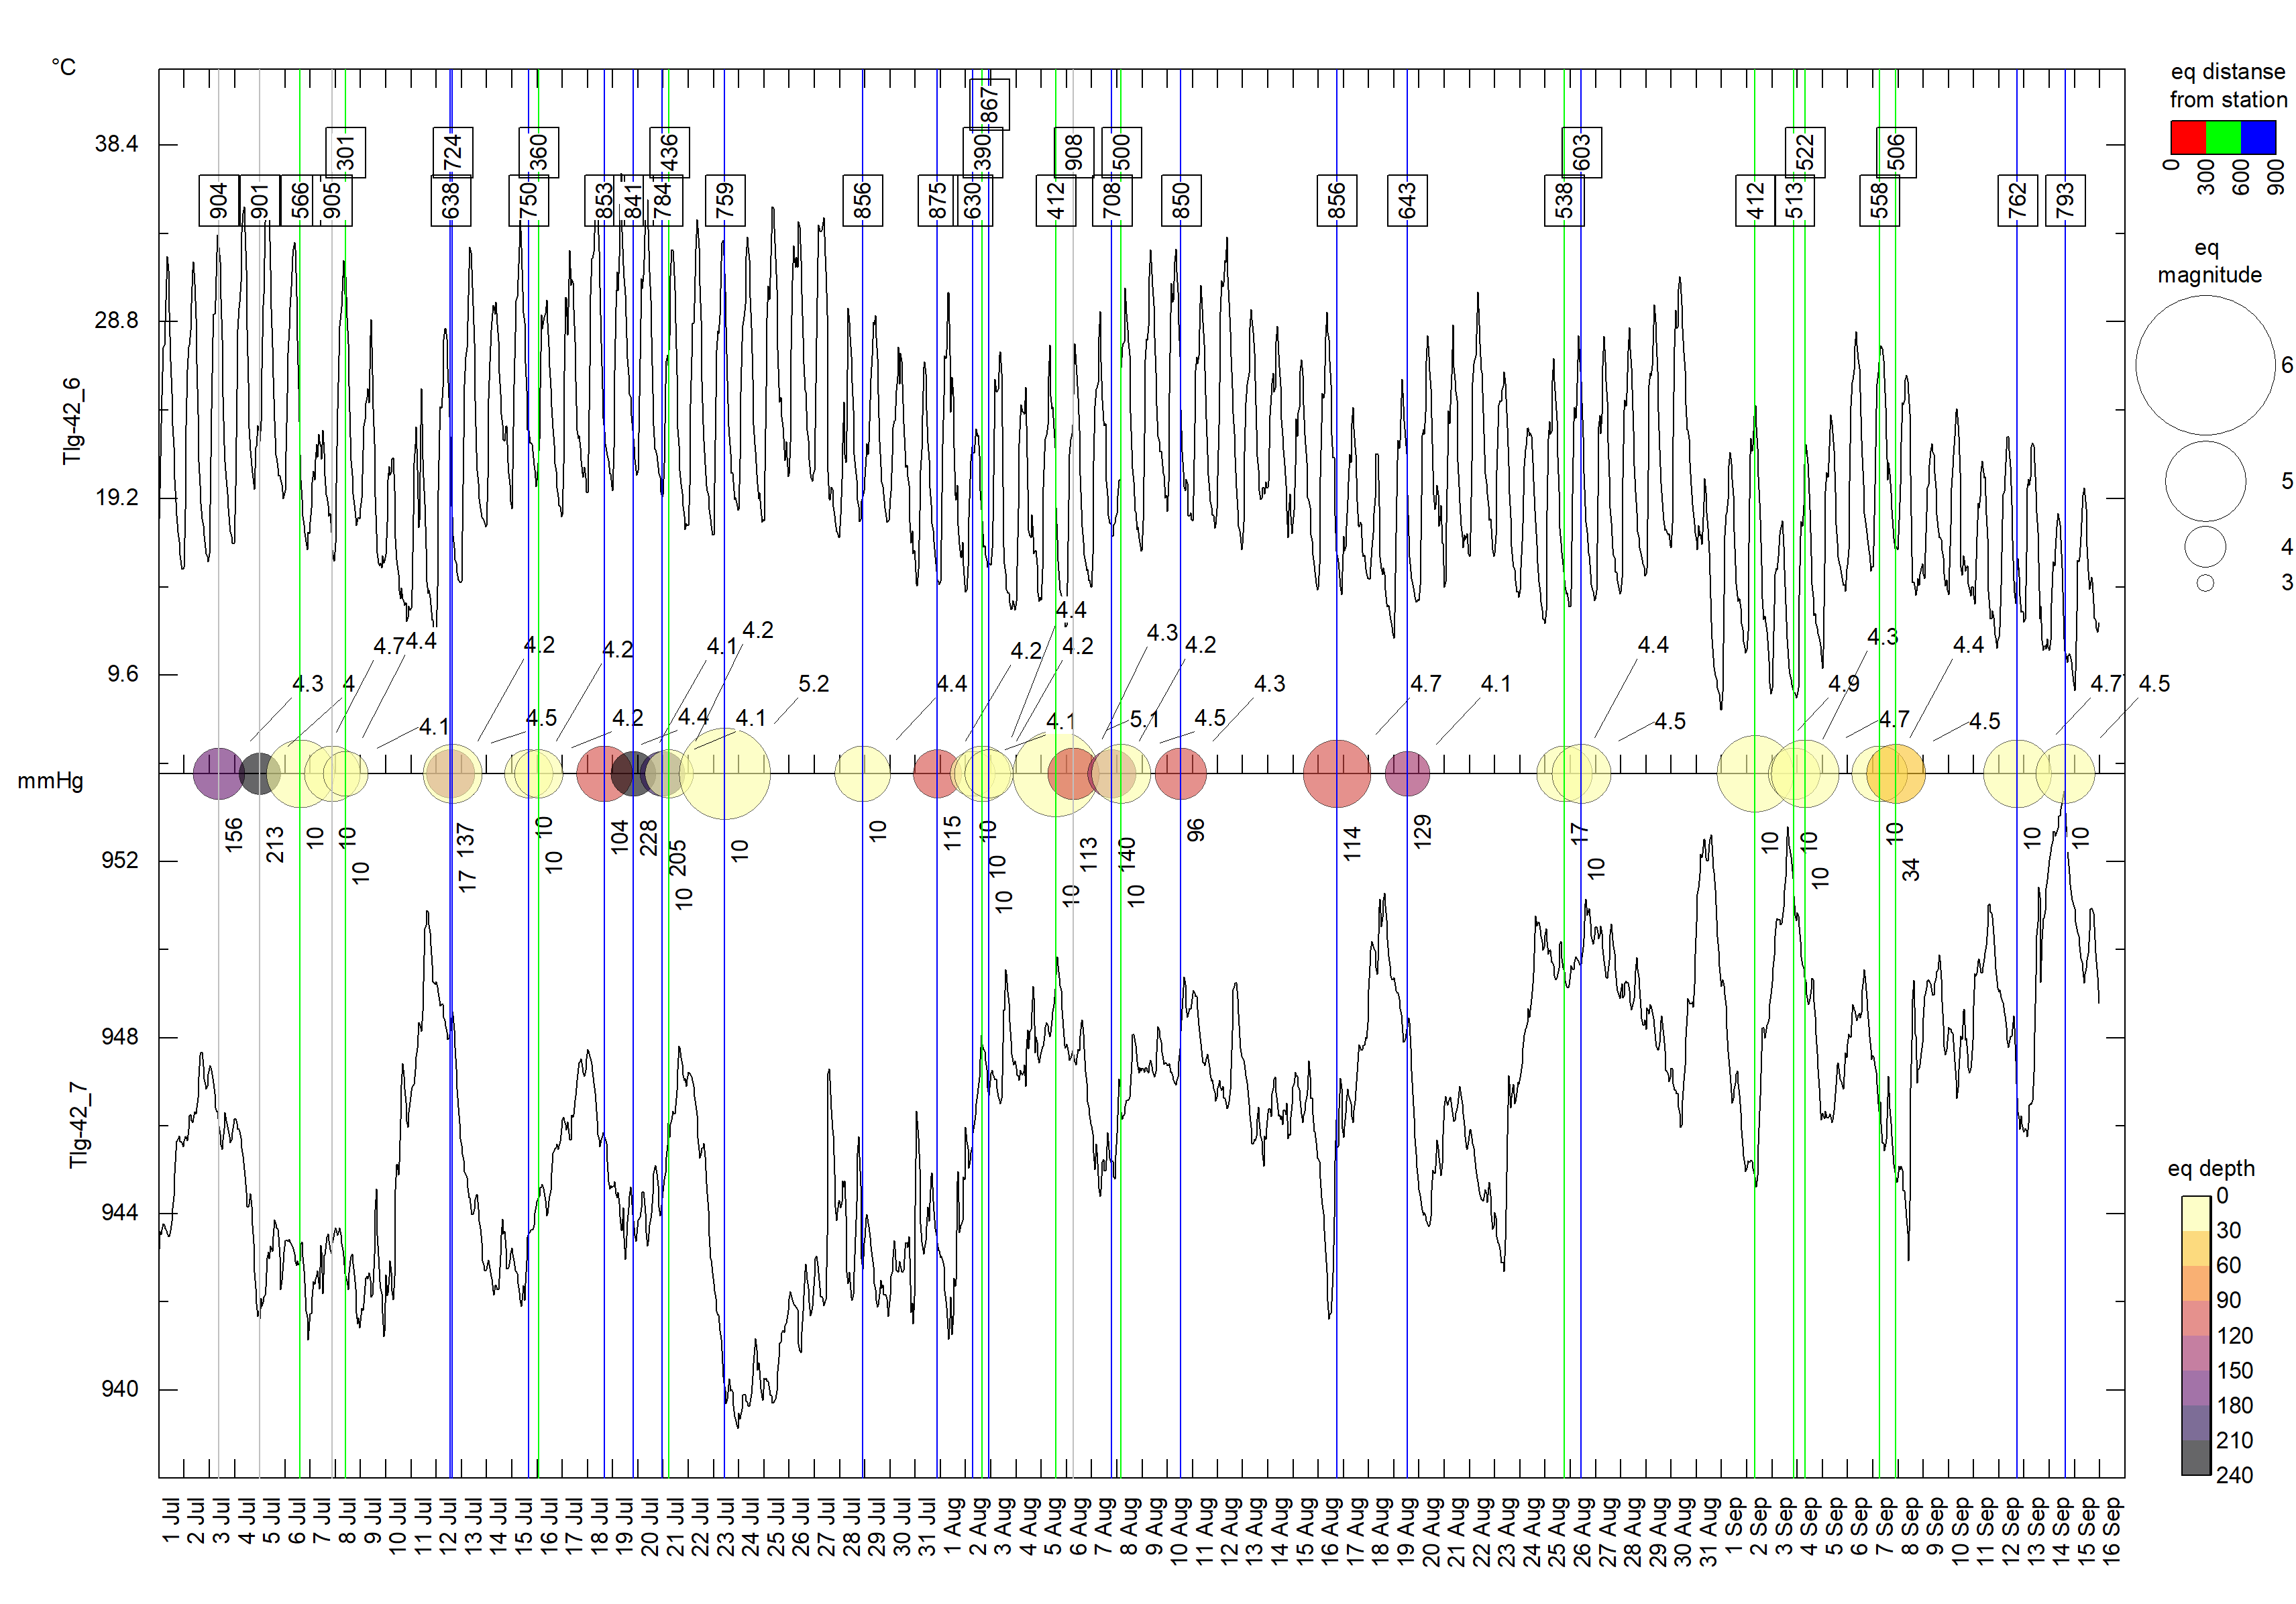 °C
38.4
28.8
19.2
9.6
Tlg-42_6
mmHg
952
948
944
940
Tlg-42_7
867
301
724
360
436
390
908
500
603
522
506
904
901
566
905
638
750
853
841
784
759
856
875
630
412
708
850
856
643
538
412
513
558
762
793
4.4
4.7
4.4
4.2
4.2
4.1
4.2
4.2
4.2
4.3
4.2
4.4
4.3
4.4
4.3
4
5.2
4.4
4.3
4.7
4.1
4.9
4.7
4.5
4.1
4.5
4.2
4.4
4.1
4.1
5.1
4.5
4.5
4.7
4.5
156
213
10
10
10
137
17
10
10
104
228
205
10
10
10
115
10
10
10
10
113
140
10
96
114
129
17
10
10
10
10
10
34
10
10
1 Jul
2 Jul
3 Jul
4 Jul
5 Jul
6 Jul
7 Jul
8 Jul
9 Jul
10 Jul
11 Jul
12 Jul
13 Jul
14 Jul
15 Jul
16 Jul
17 Jul
18 Jul
19 Jul
20 Jul
21 Jul
22 Jul
23 Jul
24 Jul
25 Jul
26 Jul
27 Jul
28 Jul
29 Jul
30 Jul
31 Jul
1 Aug
2 Aug
3 Aug
4 Aug
5 Aug
6 Aug
7 Aug
8 Aug
9 Aug
10 Aug
11 Aug
12 Aug
13 Aug
14 Aug
15 Aug
16 Aug
17 Aug
18 Aug
19 Aug
20 Aug
21 Aug
22 Aug
23 Aug
24 Aug
25 Aug
26 Aug
27 Aug
28 Aug
29 Aug
30 Aug
31 Aug
1 Sep
2 Sep
3 Sep
4 Sep
5 Sep
6 Sep
7 Sep
8 Sep
9 Sep
10 Sep
11 Sep
12 Sep
13 Sep
14 Sep
15 Sep
16 Sep
eq distanse
from station
0
300
600
900
eq
magnitude
6
5
4
3
eq depth
0
30
60
90
120
150
180
210
240